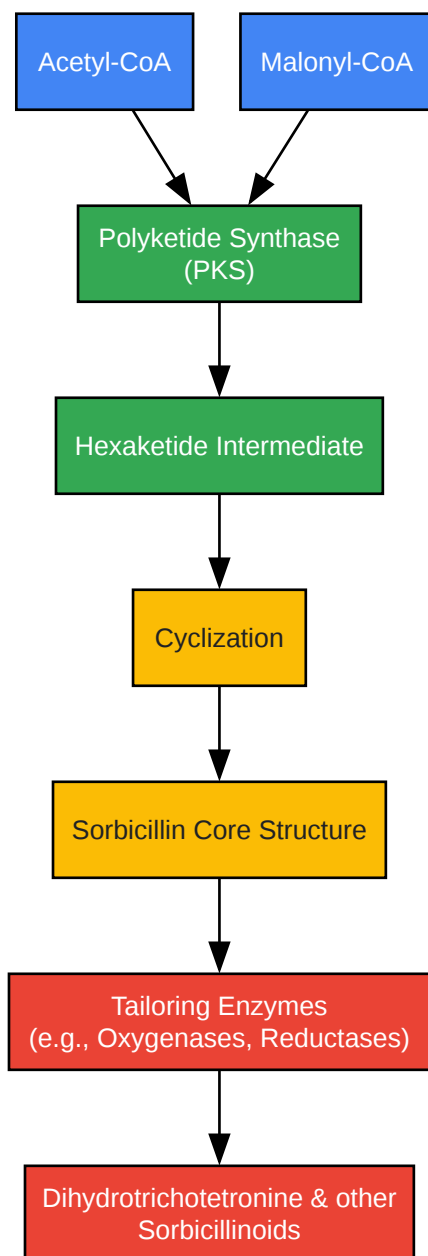 Acetyl-CoA
Malonyl-CoA
Polyketide Synthase
(PKS)
Hexaketide Intermediate
Cyclization
Sorbicillin Core Structure
Tailoring Enzymes
(e.g., Oxygenases, Reductases)
Dihydrotrichotetronine & other
Sorbicillinoids